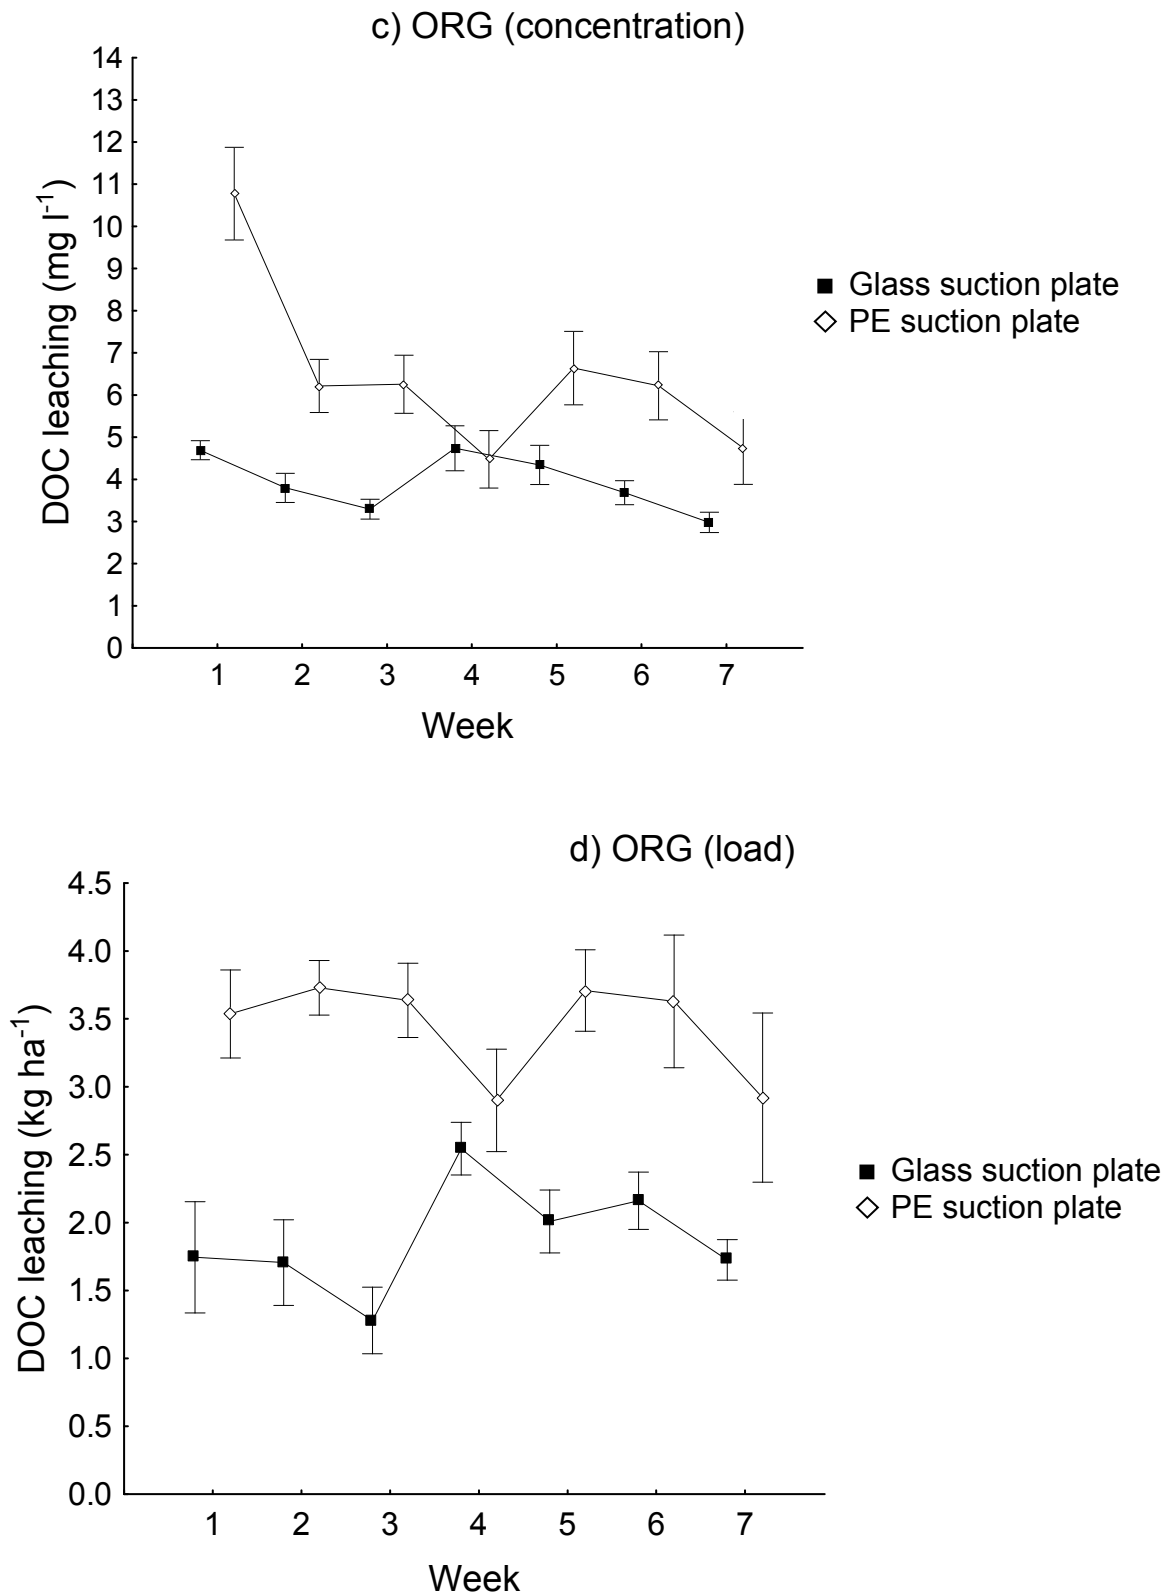 c) ORG (concentration)
14
13
12
11
10
9
8
7
6
5
4
3
2
1
0
DOC leaching (mg l⁻¹)
Glass suction plate
PE suction plate
1 2 3 4 5 6 7
Week
d) ORG (load)
4.5
4.0
3.5
3.0
2.5
2.0
1.5
1.0
0.5
0.0
DOC leaching (kg ha⁻¹)
Glass suction plate
PE suction plate
1 2 3 4 5 6 7
Week